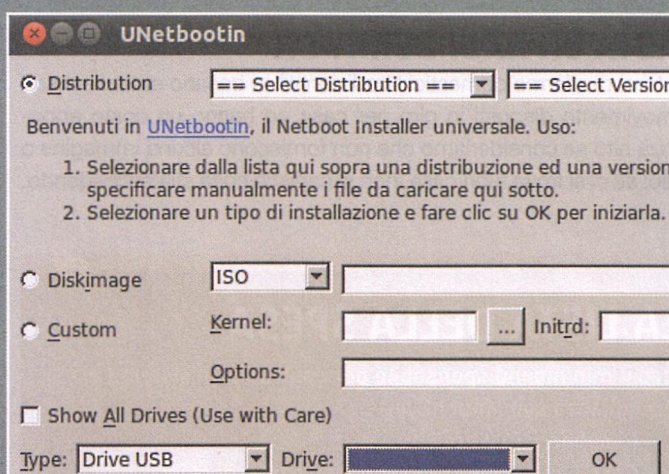 UNetbootin
Distribution == Select Distribution == == Select Version
Benvenuti in UNetbootin, il Netboot Installer universale. Uso:
1. Selezionare dalla lista qui sopra una distribuzione ed una version
specificare manualmente i file da caricare qui sotto.
2. Selezionare un tipo di installazione e fare clic su OK per iniziarla.
Diskimage ISO
Custom Kernel: ... Initrd:
Options:
Show All Drives (Use with Care)
Type: Drive USB Drive: OK